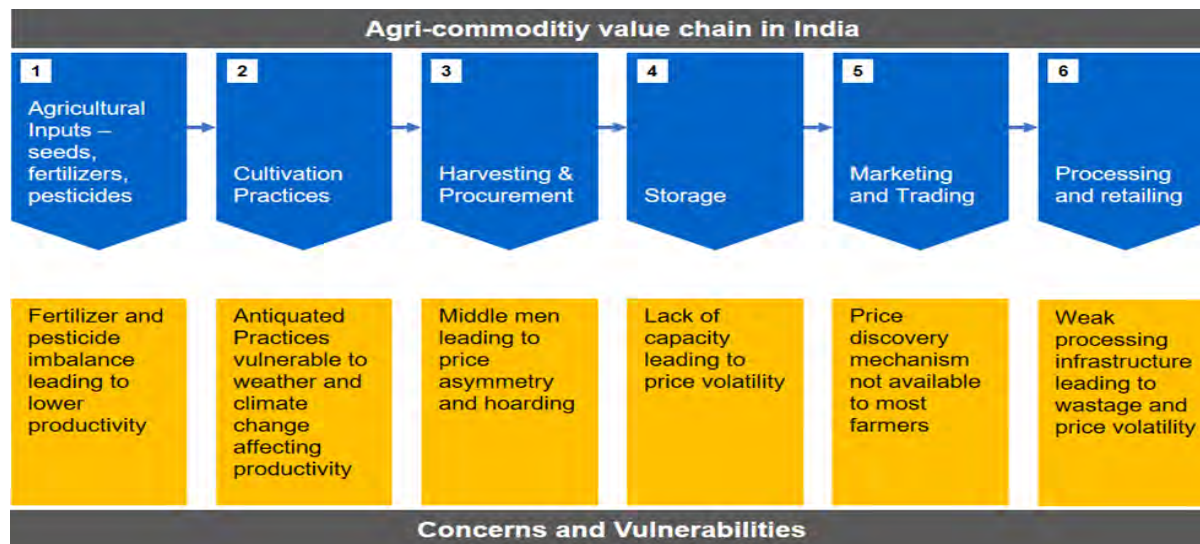 Agri-commoditiy value chain in India
1
Agricultural
Inputs –
seeds,
fertilizers,
pesticides
2
Cultivation
Practices
3
Harvesting &
Procurement
4
Storage
5
Marketing
and Trading
6
Processing
and retailing
Fertilizer and
pesticide
imbalance
leading to
lower
productivity
Antiquated
Practices
vulnerable to
weather and
climate
change
affecting
productivity
Middle men
leading to
price
asymmetry
and hoarding
Lack of
capacity
leading to
price volatility
Price
discovery
mechanism
not available
to most
farmers
Weak
processing
infrastructure
leading to
wastage and
price volatility
Concerns and Vulnerabilities